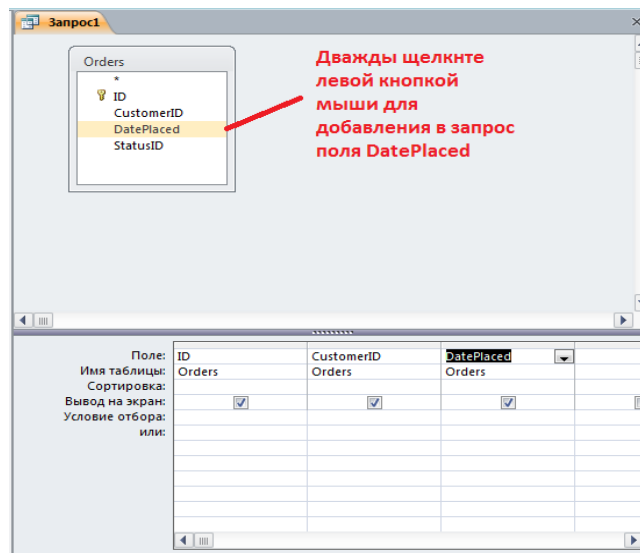 Запрос1
Orders
*
ID
CustomerID
DatePlaced
StatusID
Дважды щелкнте
левой кнопкой
мыши для
добавления в запрос
поля DatePlaced
Поле: ID CustomerID DatePlaced
Имя таблицы: Orders Orders Orders
Сортировка:
Вывод на экран:
Условие отбора:
или: